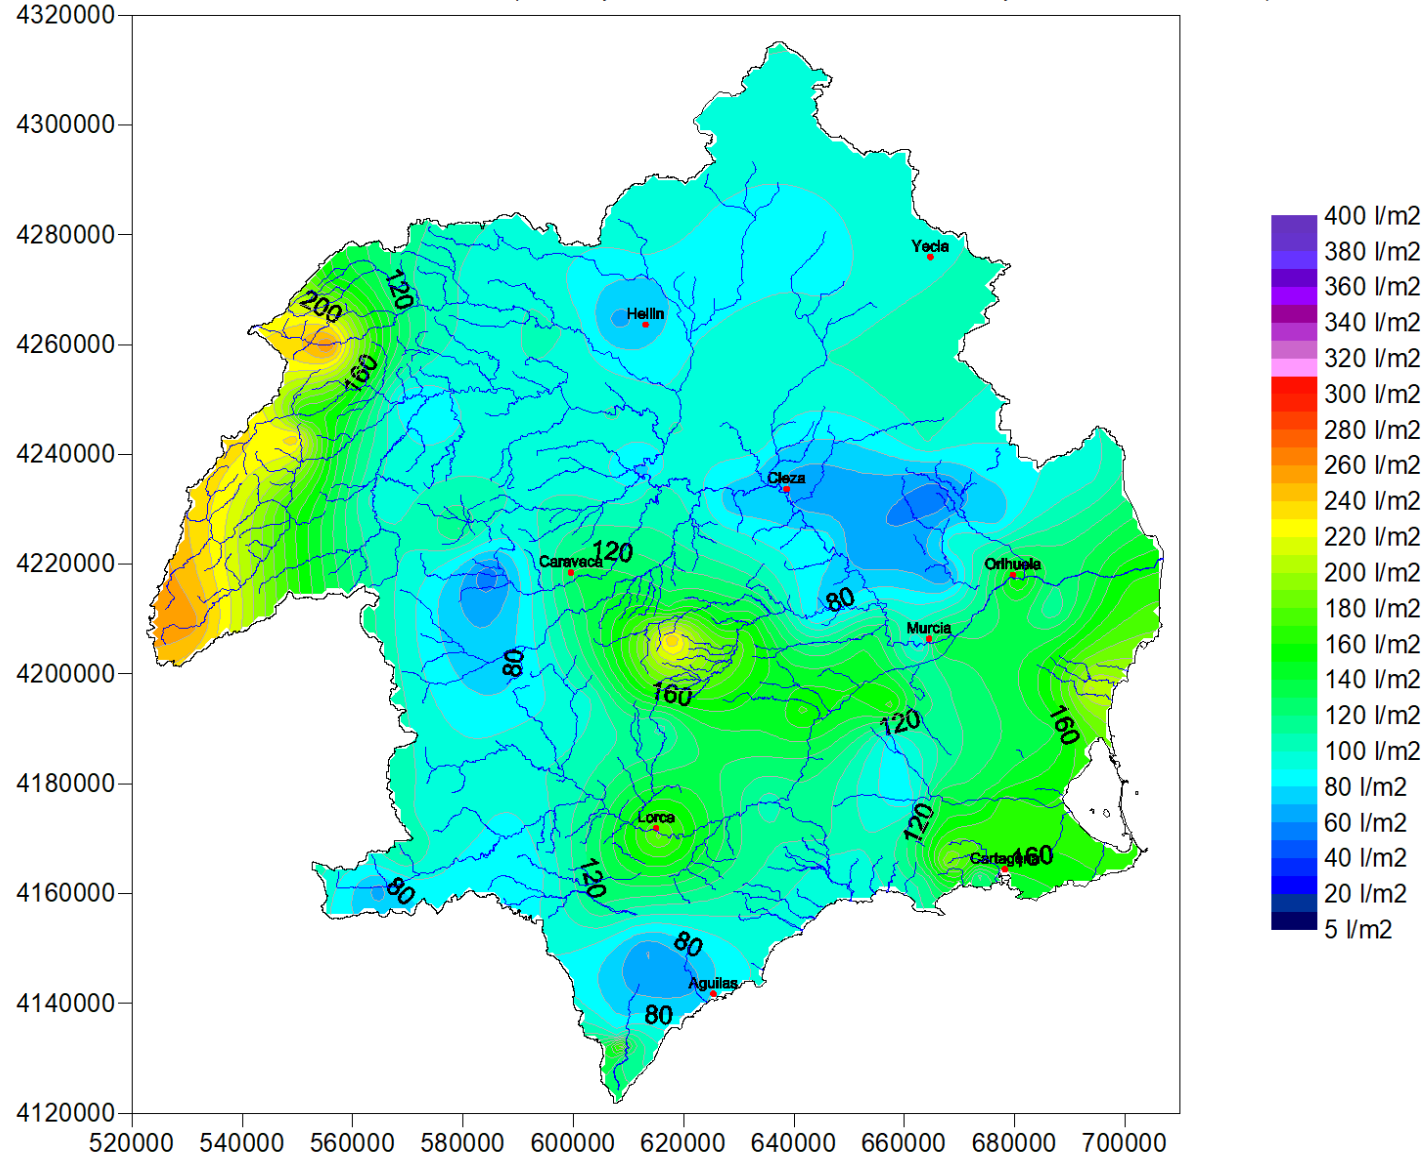 4320000
4300000
4280000
4260000
4240000
4220000
4200000
4180000
4160000
4140000
4120000
520000 540000 560000 580000 600000 620000 640000 660000 680000 700000
Yecla
120
200
Hellin
160
Cieza
120
Caravaca
Orihuela
80
Murcia
80
160
120
160
Lorca
120
Cartagena
160
120
80
80
Aguilas
80
400 l/m2
380 l/m2
360 l/m2
340 l/m2
320 l/m2
300 l/m2
280 l/m2
260 l/m2
240 l/m2
220 l/m2
200 l/m2
180 l/m2
160 l/m2
140 l/m2
120 l/m2
100 l/m2
80 l/m2
60 l/m2
40 l/m2
20 l/m2
5 l/m2